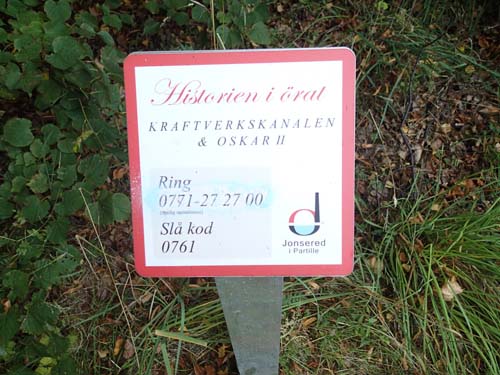 Historien i örat
KRAFTVERKSKANALEN
& OSKAR II
Ring
0771-27 27 00
Slå kod
0761
Jonsered
i Partille